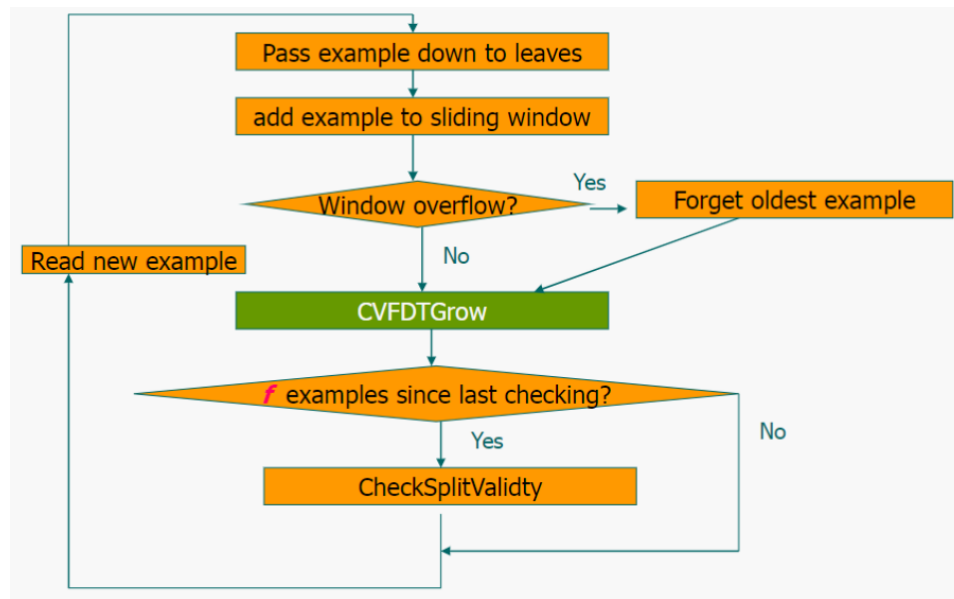 Pass example down to leaves
add example to sliding window
Window overflow?
Yes
Forget oldest example
No
Read new example
CVFDTGrow
f examples since last checking?
No
Yes
CheckSplitValidty